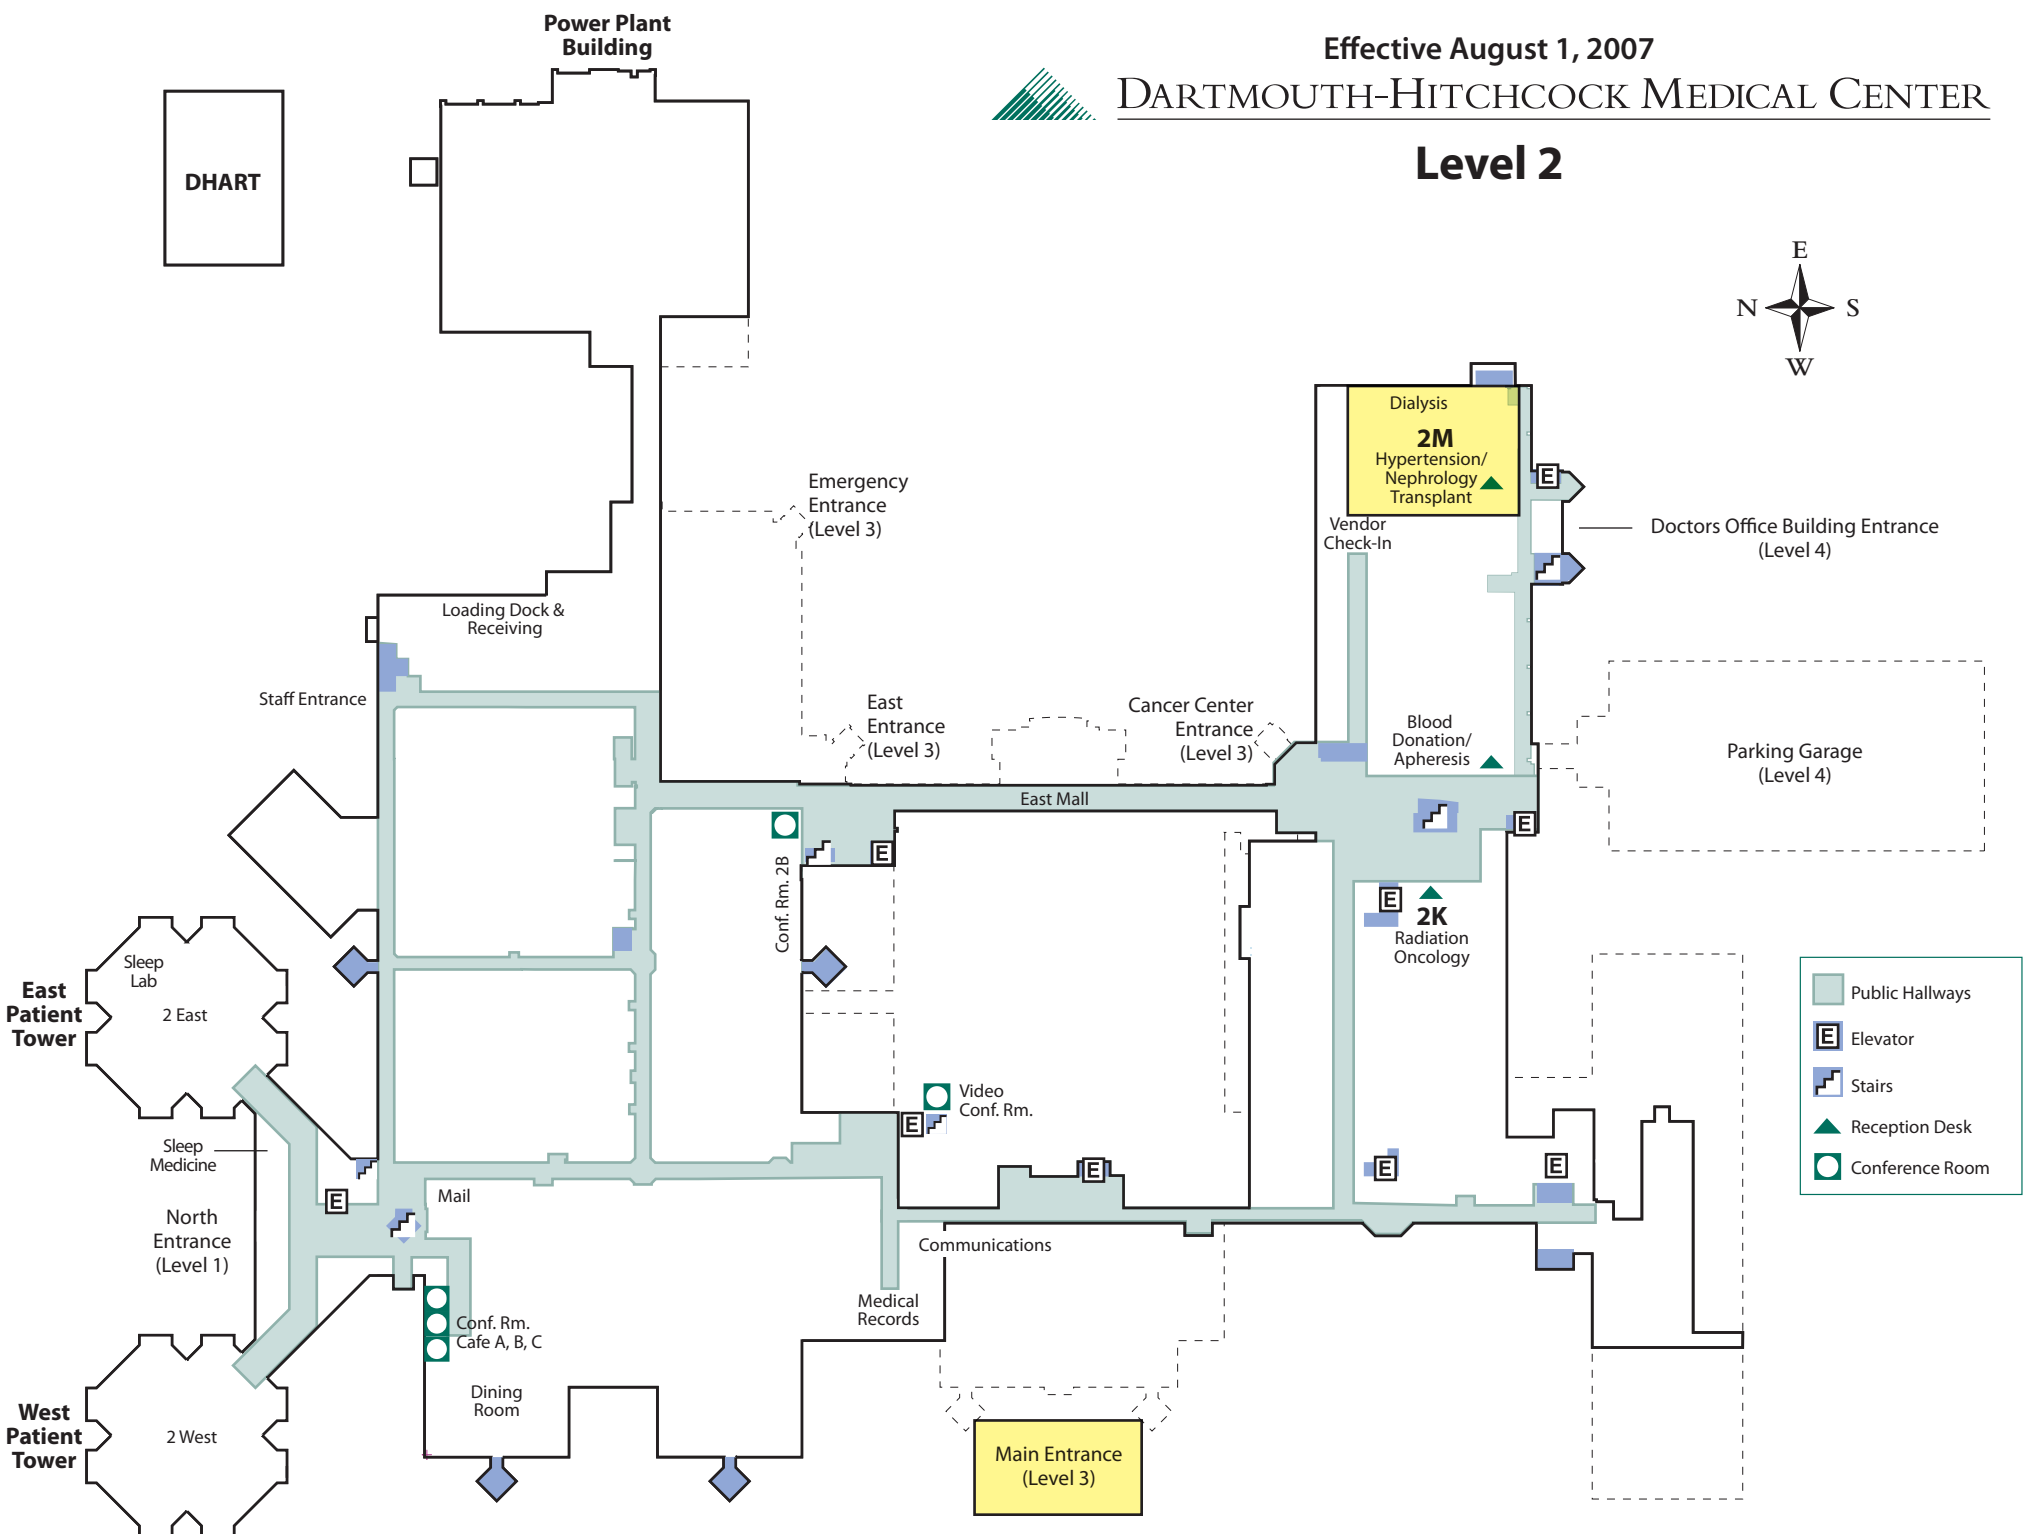 Power Plant
Building
Effective August 1, 2007
DARTMOUTH-HITCHCOCK MEDICAL CENTER
Level 2
DHART
E
N
S
W
Dialysis
2M
Hypertension/
Nephrology
Transplant
Emergency
Entrance
(Level 3)
Vendor
Check-In
E
Doctors Office Building Entrance
(Level 4)
Loading Dock &
Receiving
Staff Entrance
East
Entrance
(Level 3)
Cancer Center
Entrance
(Level 3)
Blood
Donation/
Apheresis
Parking Garage
(Level 4)
East Mall
E
E
Conf. Rm. 2B
E
2K
Radiation
Oncology
Sleep
Lab
East
Patient
Tower
2 East
Public Hallways
E
Elevator
Stairs
Reception Desk
Conference Room
Video
Conf. Rm.
E
Sleep
Medicine
E
E
E
E
Mail
North
Entrance
(Level 1)
Communications
Medical
Records
Conf. Rm.
Cafe A, B, C
Dining
Room
West
Patient
Tower
2 West
Main Entrance
(Level 3)